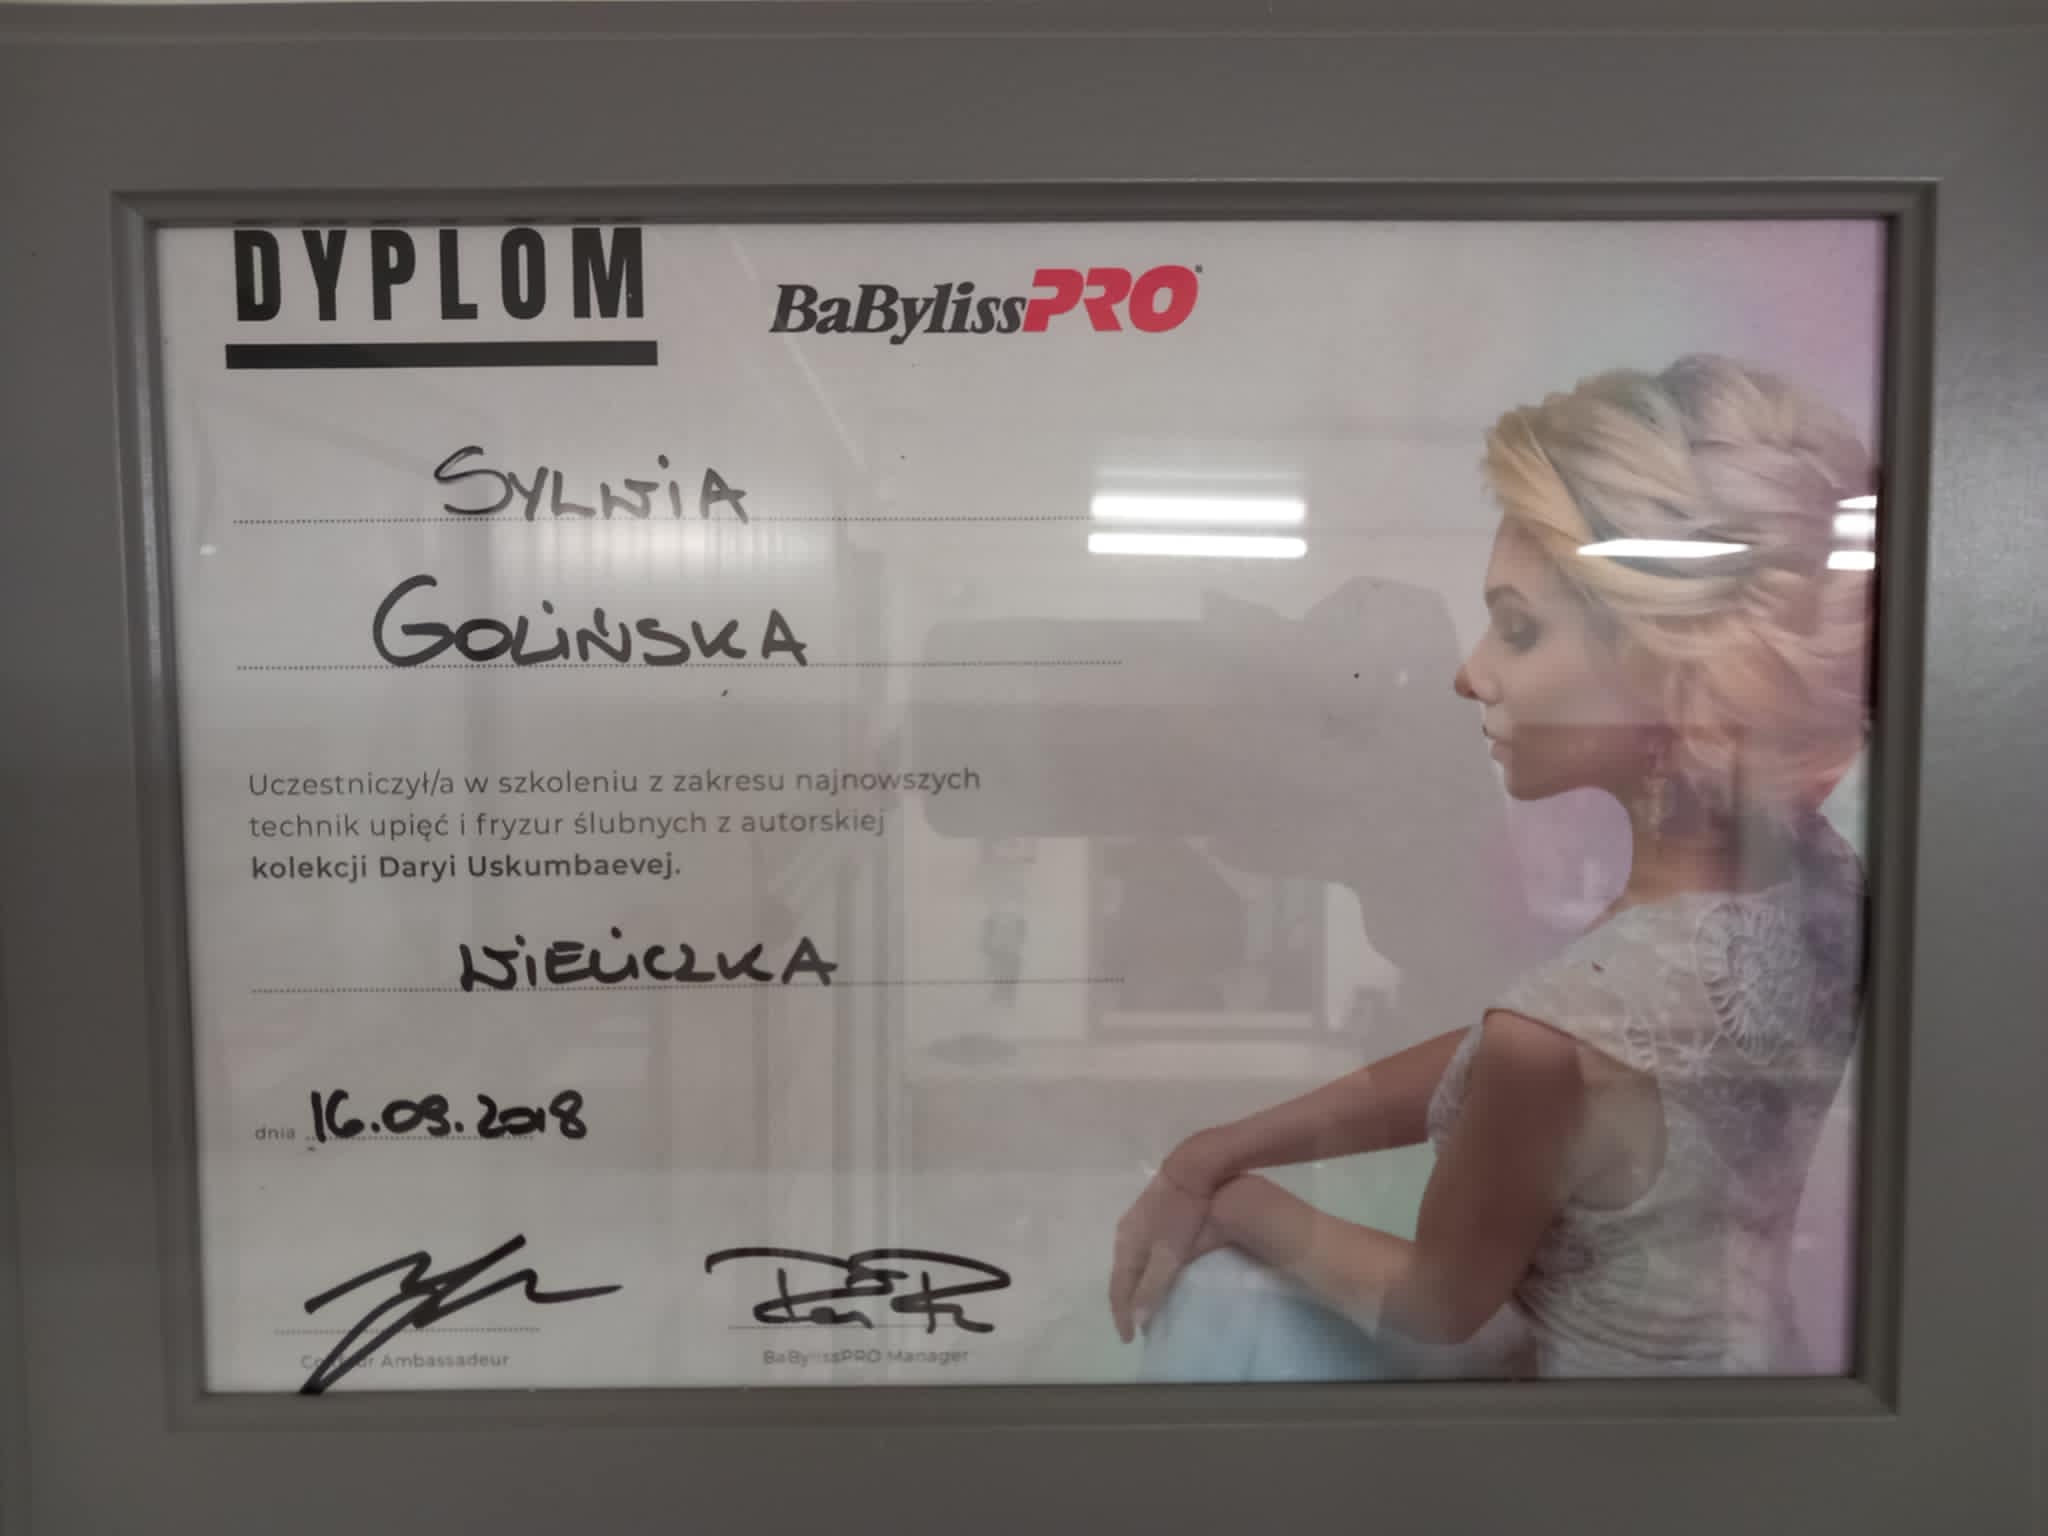 DYPLOM
BaBylissPRO
SYLWIA
GOLIŃSKA
Uczestniczył/a w szkoleniu z zakresu najnowszych
technik upięć i fryzur ślubnych z autorskiej
kolekcji Daryi Uskumbaevej.
WIELICZKA
dnia 16.09.2018
Ambassadeur
BaBylissPRO Manager